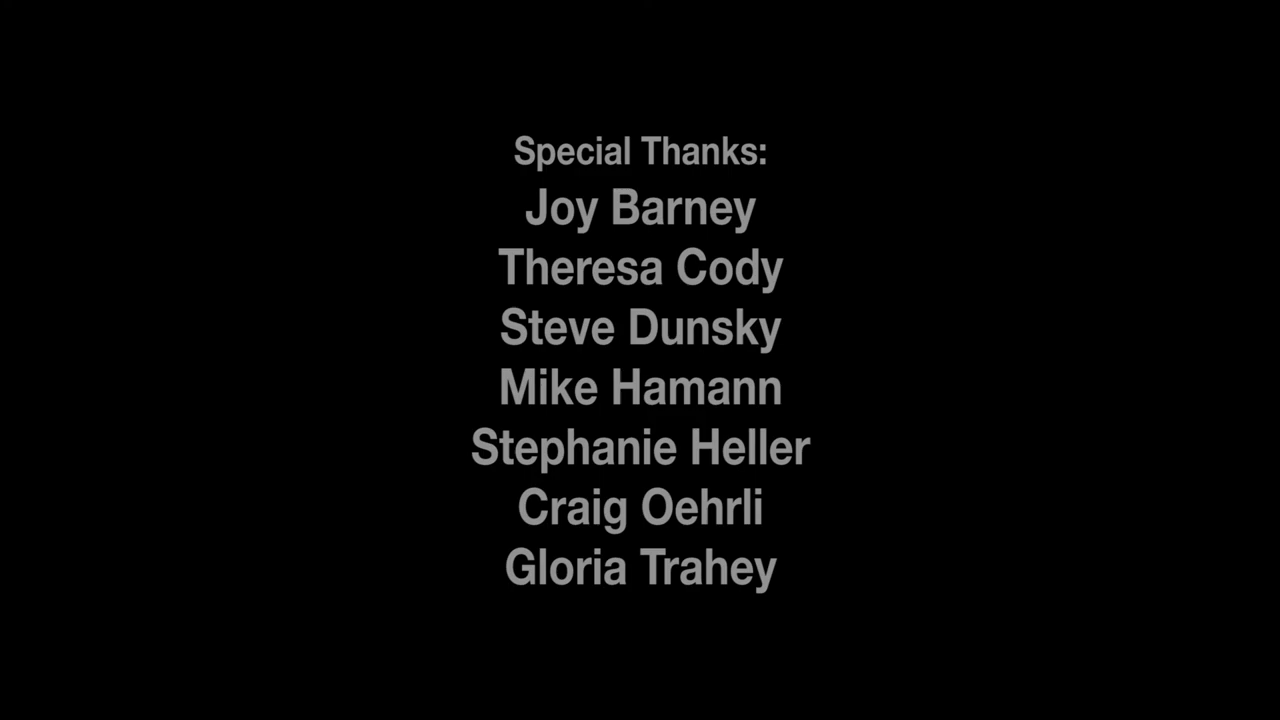 Special Thanks:
Joy Barney
Theresa Cody
Steve Dunsky
Mike Hamann
Stephanie Heller
Craig Oehrli
Gloria Trahey